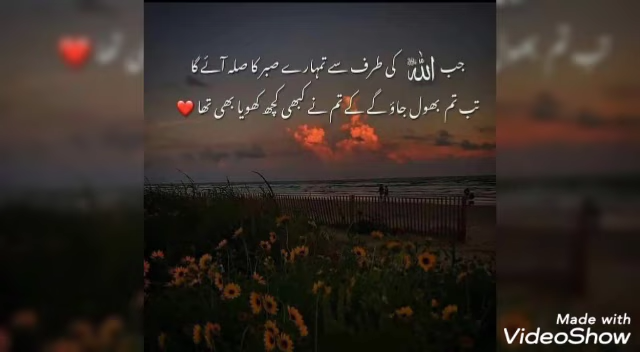 جب اللہ ﷻ کی طرف سے تمہارے صبر کا صلہ آئے گا
تب تم بھول جاؤ گے کے تم نے کبھی کچھ کھویا بھی تھا ❤️
Made with
VideoShow